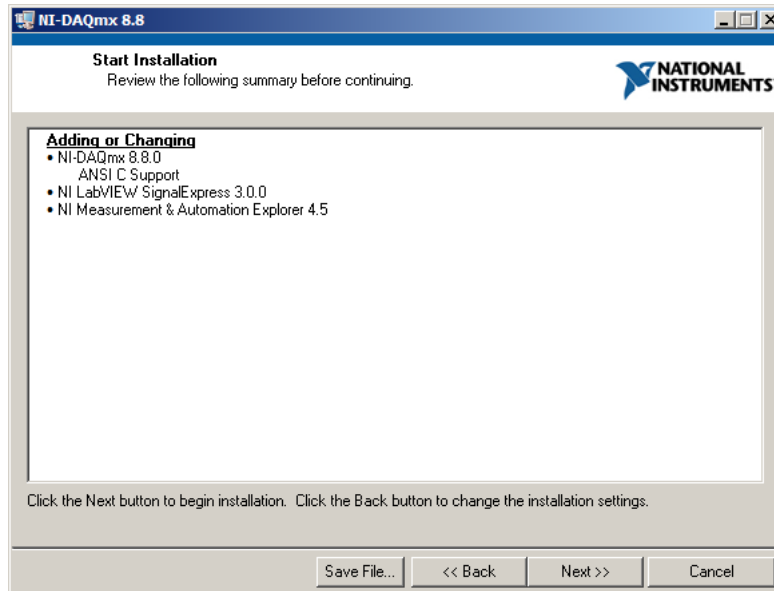 NI-DAQmx 8.8
Start Installation
Review the following summary before continuing.
NATIONAL
INSTRUMENTS
Adding or Changing
• NI-DAQmx 8.8.0
ANSI C Support
• NI LabVIEW SignalExpress 3.0.0
• NI Measurement & Automation Explorer 4.5
Click the Next button to begin installation.  Click the Back button to change the installation settings.
Save File...
<< Back
Next >>
Cancel